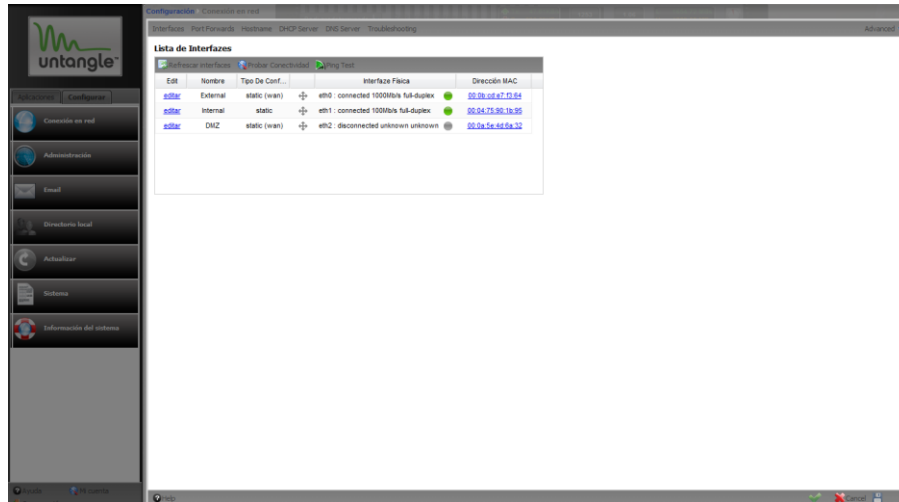 Configuración Conexión en red
untangle
Interfaces Port Forwards Hostname DHCP Server DNS Server Troubleshooting Advanced
Lista de Interfazes
Refrescar interfaces Probar Conectividad Ping Test
Edit Nombre Tipo De Conf... Interfaze Física Dirección MAC
editar External static (wan) eth0 : connected 1000Mb/s full-duplex 00:0b:cd:e7:f3:64
editar Internal static eth1 : connected 100Mb/s full-duplex 00:04:75:90:1b:95
editar DMZ static (wan) eth2 : disconnected unknown unknown 00:0a:5e:4d:6a:32
Aplicaciones Configurar
Conexión en red
Administración
Email
Directorio local
Actualizar
Sistema
Información del sistema
Ayuda Mi cuenta
Help Cancel